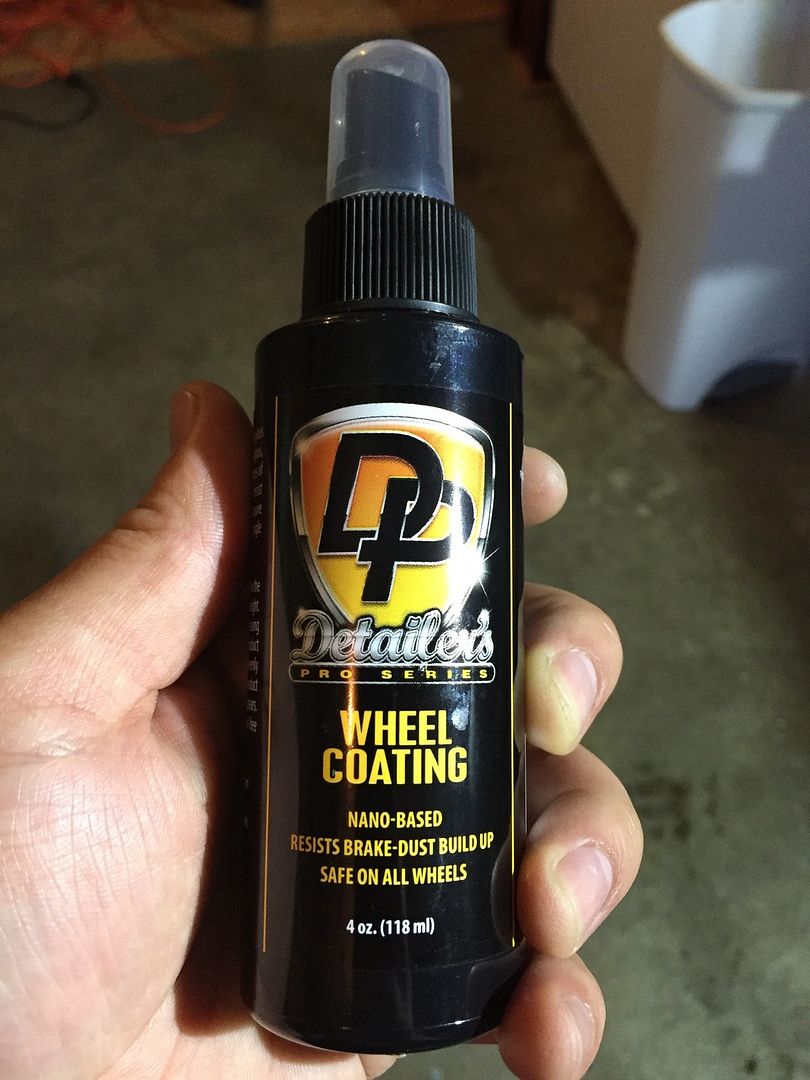 DP
Detailer's
PRO SERIES
WHEEL
COATING
NANO-BASED
RESISTS BRAKE-DUST BUILD UP
SAFE ON ALL WHEELS
4 oz. (118 ml)